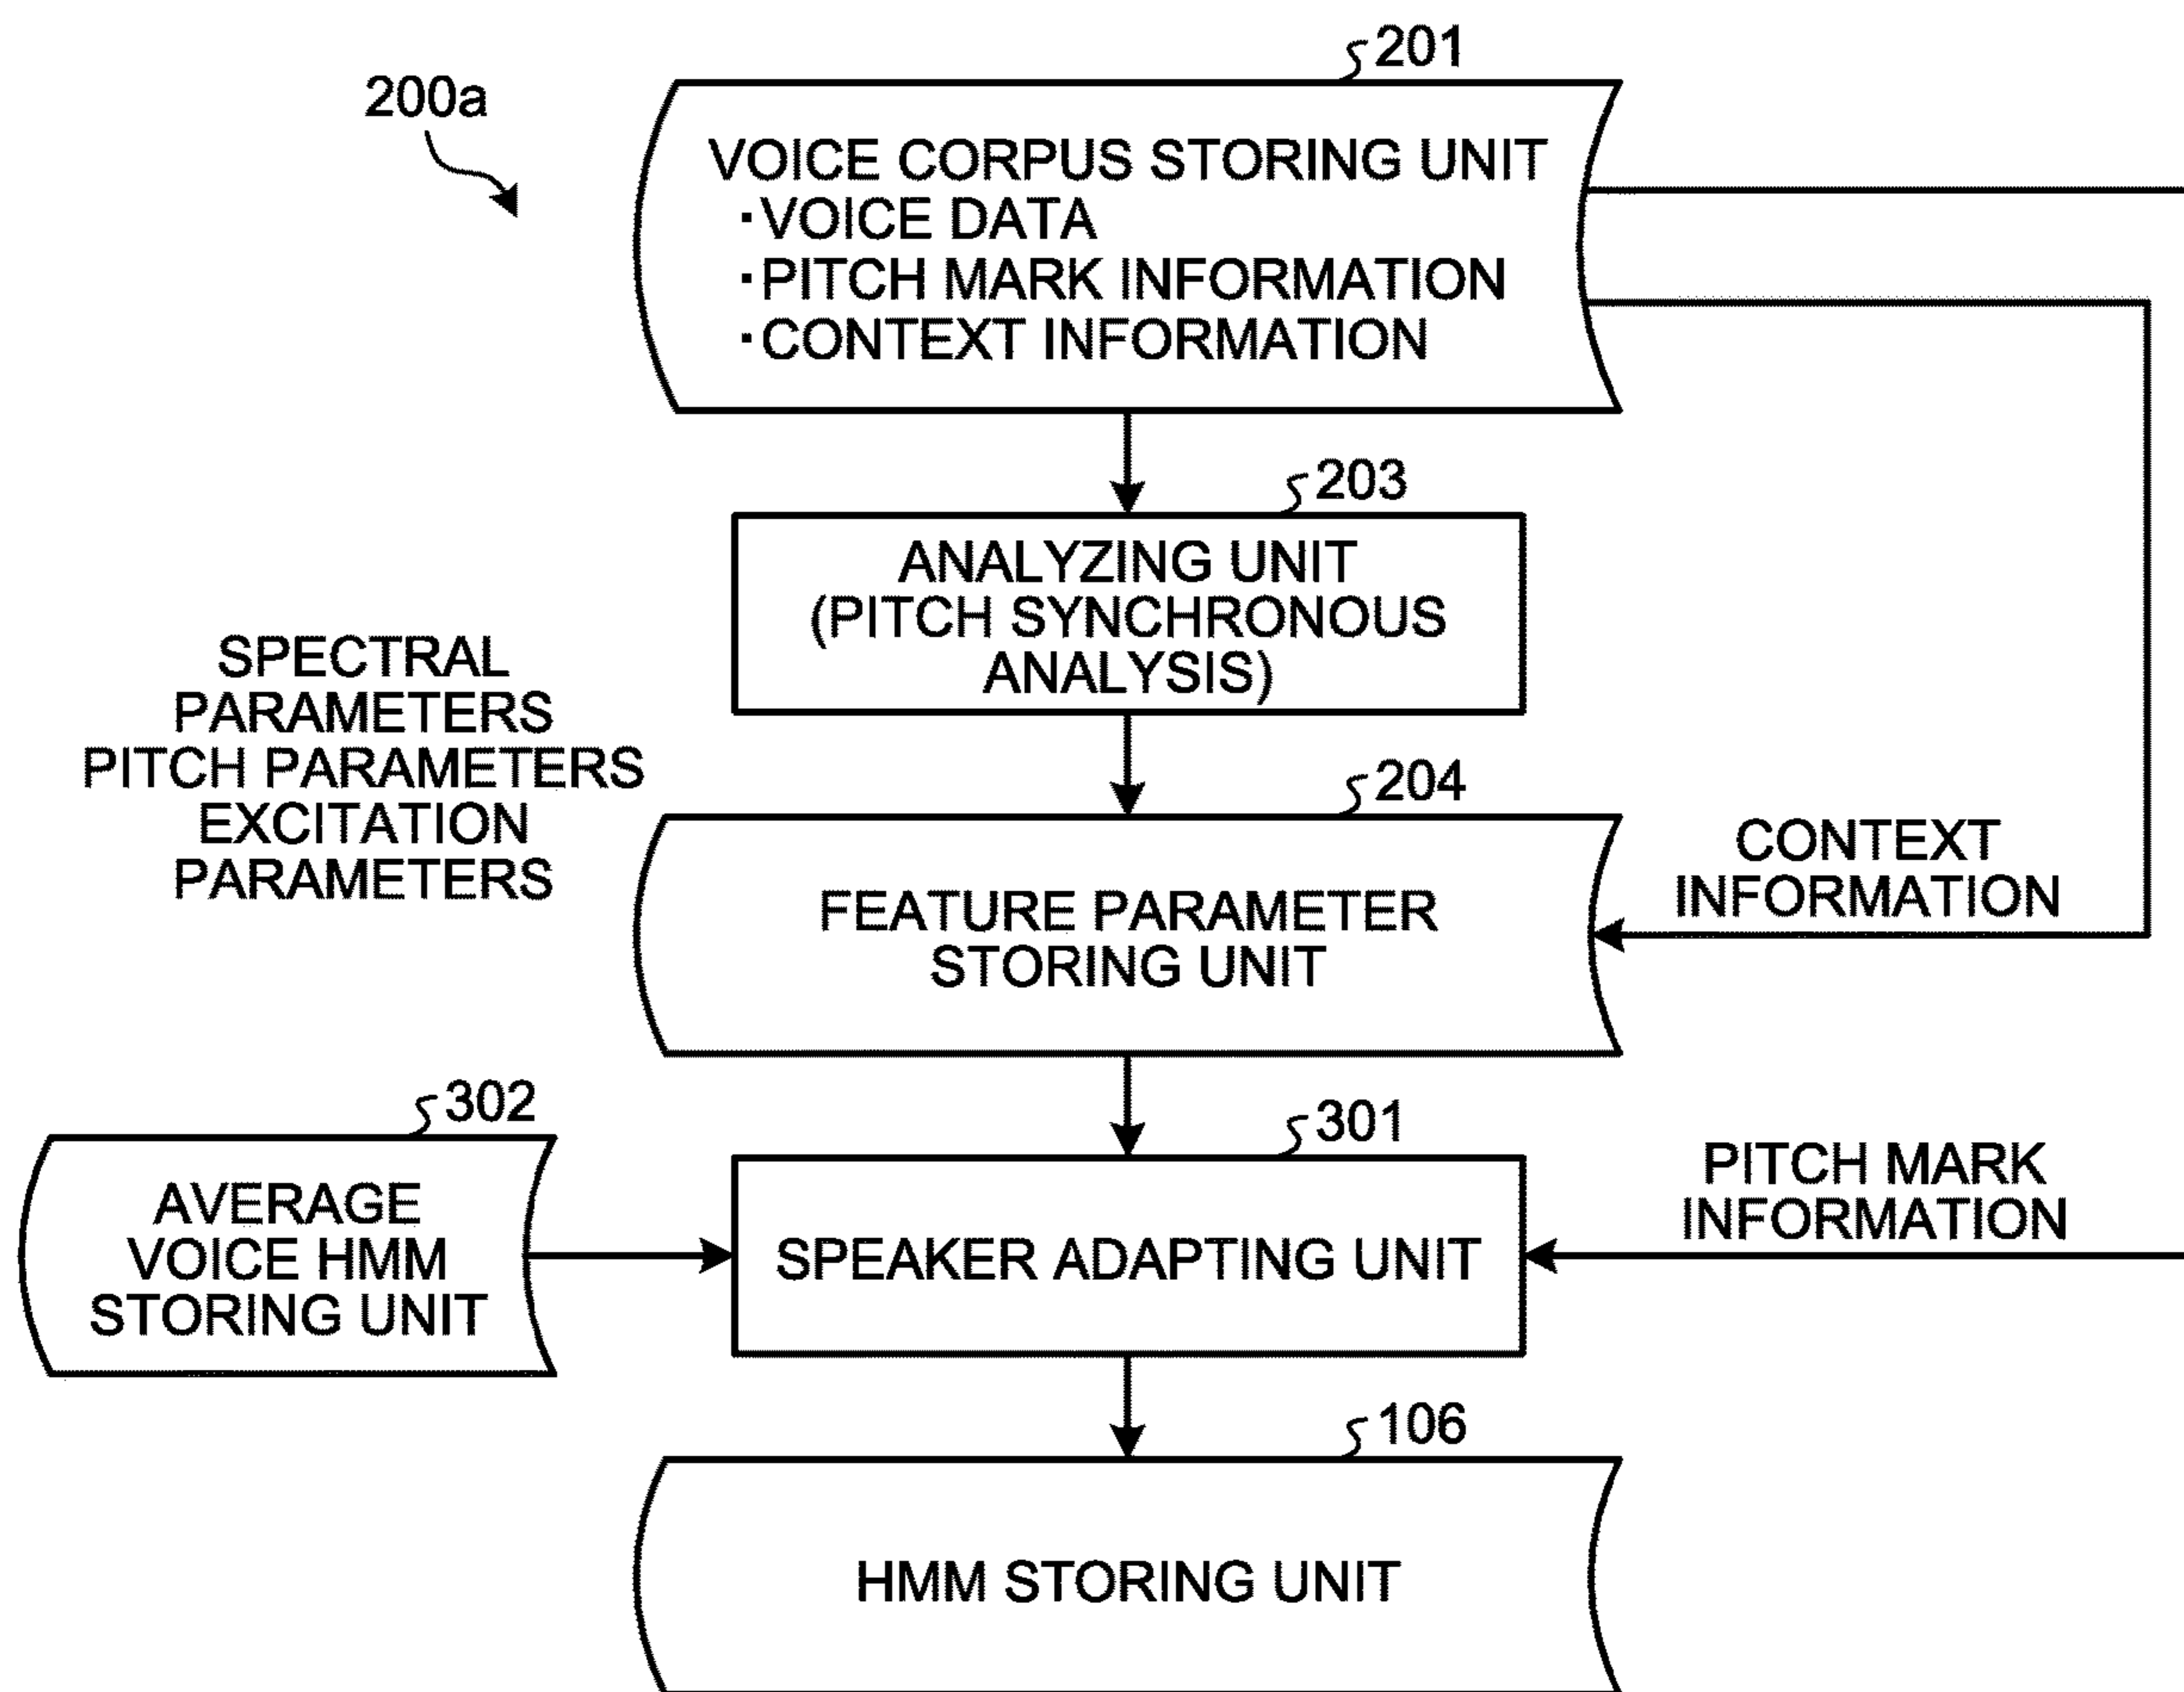 201
200a
VOICE CORPUS STORING UNIT
·VOICE DATA
·PITCH MARK INFORMATION
·CONTEXT INFORMATION
203
ANALYZING UNIT
(PITCH SYNCHRONOUS
ANALYSIS)
SPECTRAL
PARAMETERS
PITCH PARAMETERS
EXCITATION
PARAMETERS
204
FEATURE PARAMETER
STORING UNIT
CONTEXT
INFORMATION
302
AVERAGE
VOICE HMM
STORING UNIT
301
SPEAKER ADAPTING UNIT
PITCH MARK
INFORMATION
106
HMM STORING UNIT